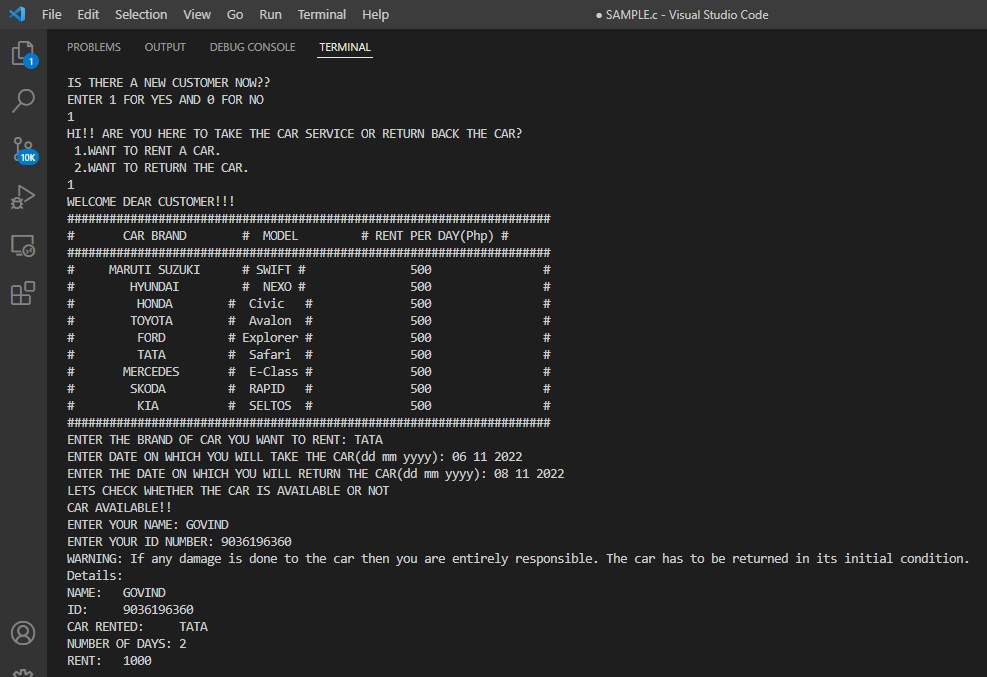 File Edit Selection View Go Run Terminal Help ● SAMPLE.c - Visual Studio Code
PROBLEMS OUTPUT DEBUG CONSOLE TERMINAL
1
10K
IS THERE A NEW CUSTOMER NOW??
ENTER 1 FOR YES AND 0 FOR NO
1
HI!! ARE YOU HERE TO TAKE THE CAR SERVICE OR RETURN BACK THE CAR?
 1.WANT TO RENT A CAR.
 2.WANT TO RETURN THE CAR.
1
WELCOME DEAR CUSTOMER!!!
#####################################################################
#       CAR BRAND        #  MODEL         # RENT PER DAY(Php) #
#####################################################################
#     MARUTI SUZUKI      # SWIFT #               500                #
#        HYUNDAI         #  NEXO #               500                #
#         HONDA        #  Civic   #              500                #
#        TOYOTA        #  Avalon  #              500                #
#         FORD         # Explorer #              500                #
#         TATA         #  Safari  #              500                #
#       MERCEDES       #  E-Class #              500                #
#        SKODA         #  RAPID   #              500                #
#         KIA          #  SELTOS  #              500                #
#####################################################################
ENTER THE BRAND OF CAR YOU WANT TO RENT: TATA
ENTER DATE ON WHICH YOU WILL TAKE THE CAR(dd mm yyyy): 06 11 2022
ENTER THE DATE ON WHICH YOU WILL RETURN THE CAR(dd mm yyyy): 08 11 2022
LETS CHECK WHETHER THE CAR IS AVAILABLE OR NOT
CAR AVAILABLE!!
ENTER YOUR NAME: GOVIND
ENTER YOUR ID NUMBER: 9036196360
WARNING: If any damage is done to the car then you are entirely responsible. The car has to be returned in its initial condition.
Details:
NAME:   GOVIND
ID:     9036196360
CAR RENTED:     TATA
NUMBER OF DAYS: 2
RENT:   1000